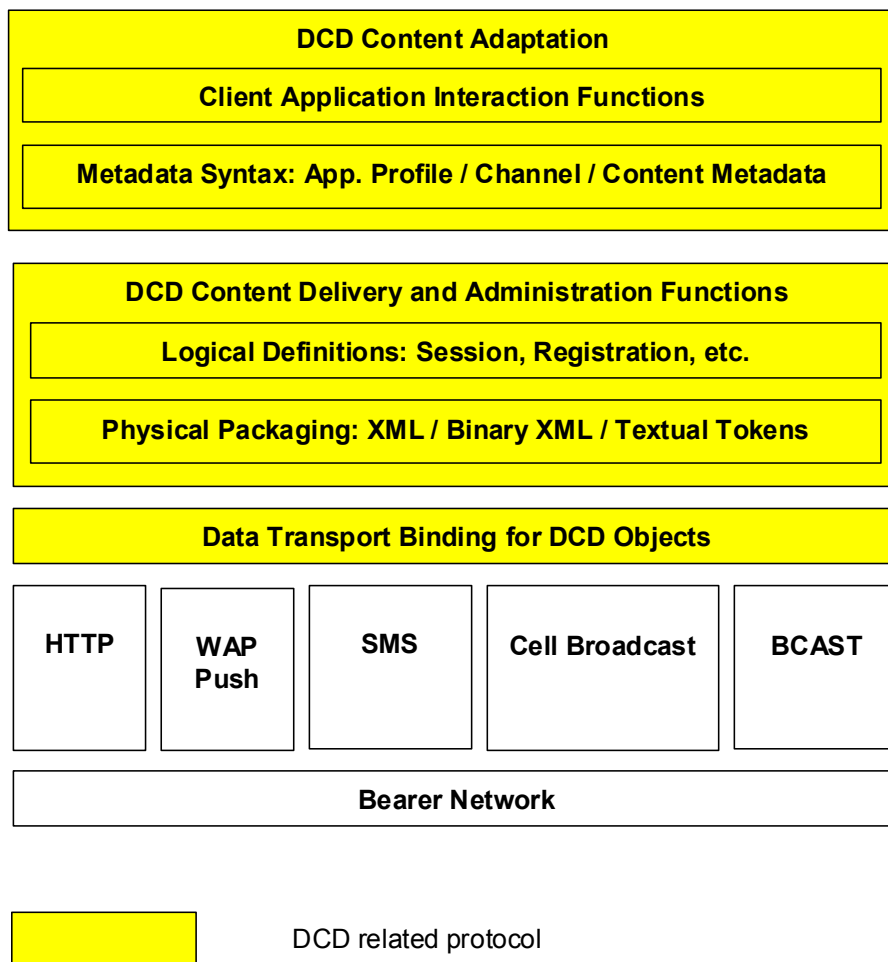 DCD Content Adaptation
Client Application Interaction Functions
Metadata Syntax: App. Profile / Channel / Content Metadata
DCD Content Delivery and Administration Functions
Logical Definitions: Session, Registration, etc.
Physical Packaging: XML / Binary XML / Textual Tokens
Data Transport Binding for DCD Objects
HTTP
WAP
Push
SMS
Cell Broadcast
BCAST
Bearer Network
DCD related protocol